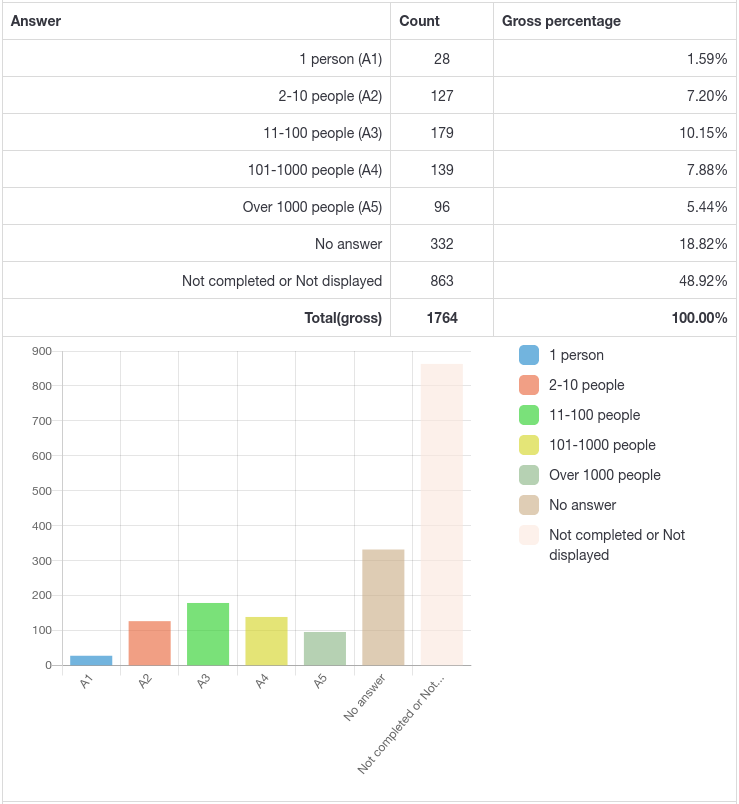 Answer Count Gross percentage
1 person (A1) 28 1.59%
2-10 people (A2) 127 7.20%
11-100 people (A3) 179 10.15%
101-1000 people (A4) 139 7.88%
Over 1000 people (A5) 96 5.44%
No answer 332 18.82%
Not completed or Not displayed 863 48.92%
Total(gross) 1764 100.00%
900
800
700
600
500
400
300
200
100
0
A1
A2
A3
A4
A5
No answer
Not completed or Not...
1 person
2-10 people
11-100 people
101-1000 people
Over 1000 people
No answer
Not completed or Not
displayed